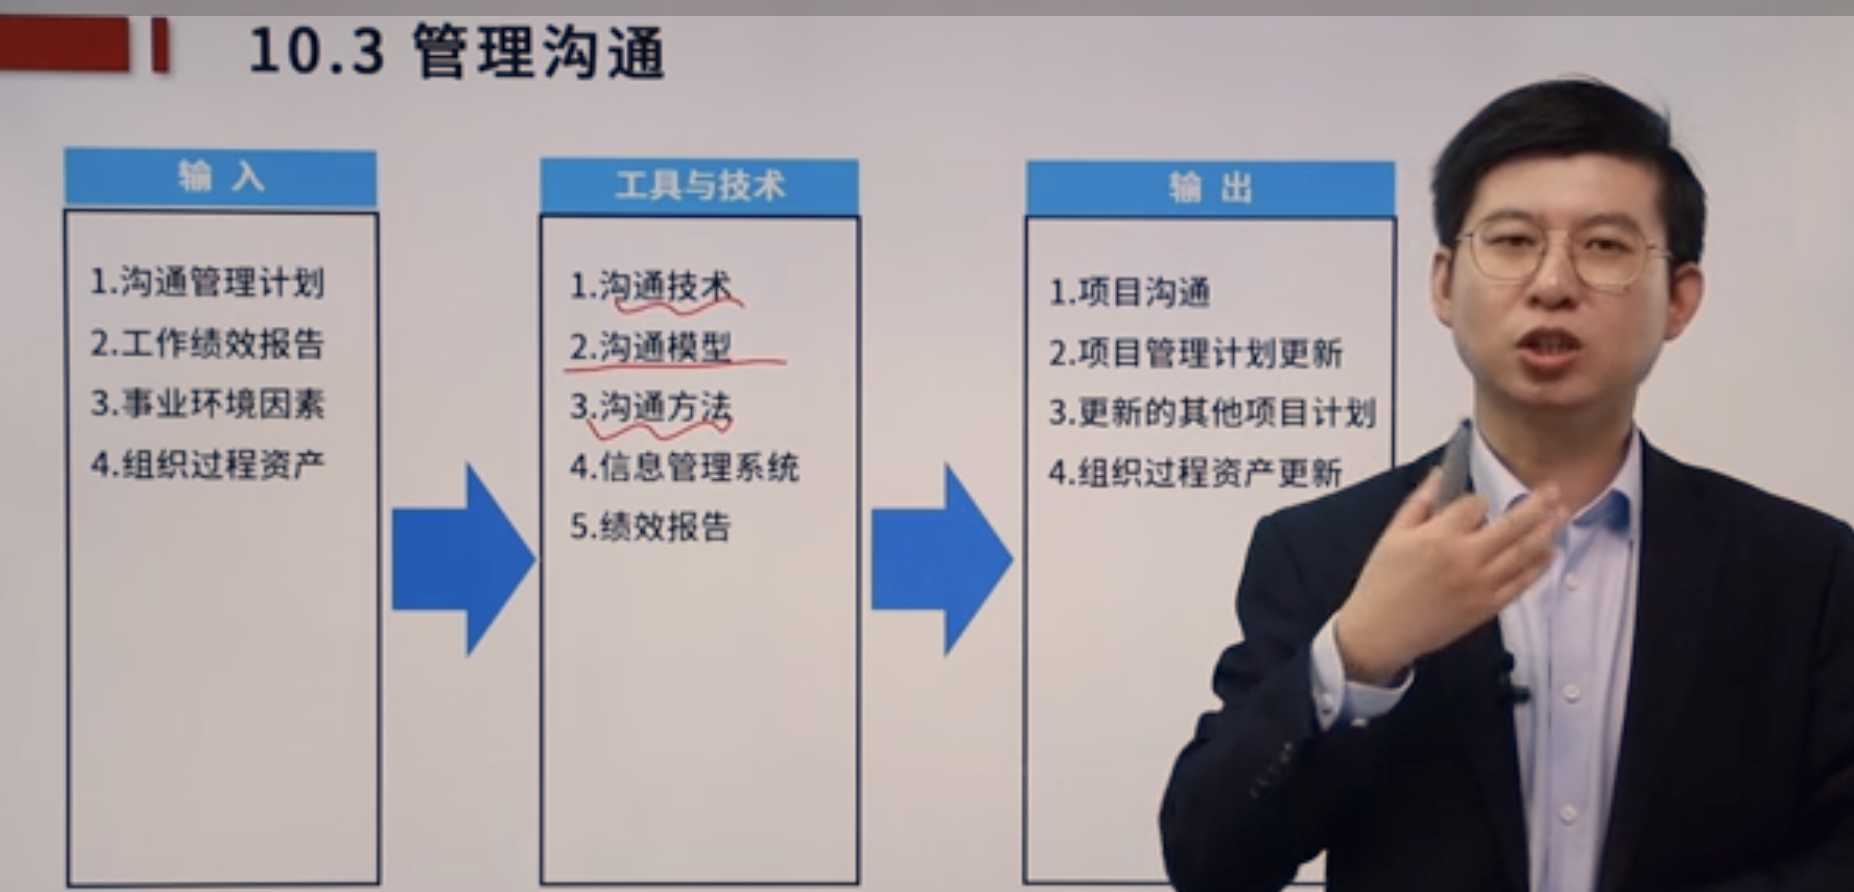 10.3 管理沟通
输 入
1.沟通管理计划
2.工作绩效报告
3.事业环境因素
4.组织过程资产
工具与技术
1.沟通技术
2.沟通模型
3.沟通方法
4.信息管理系统
5.绩效报告
输 出
1.项目沟通
2.项目管理计划更新
3.更新的其他项目计划
4.组织过程资产更新